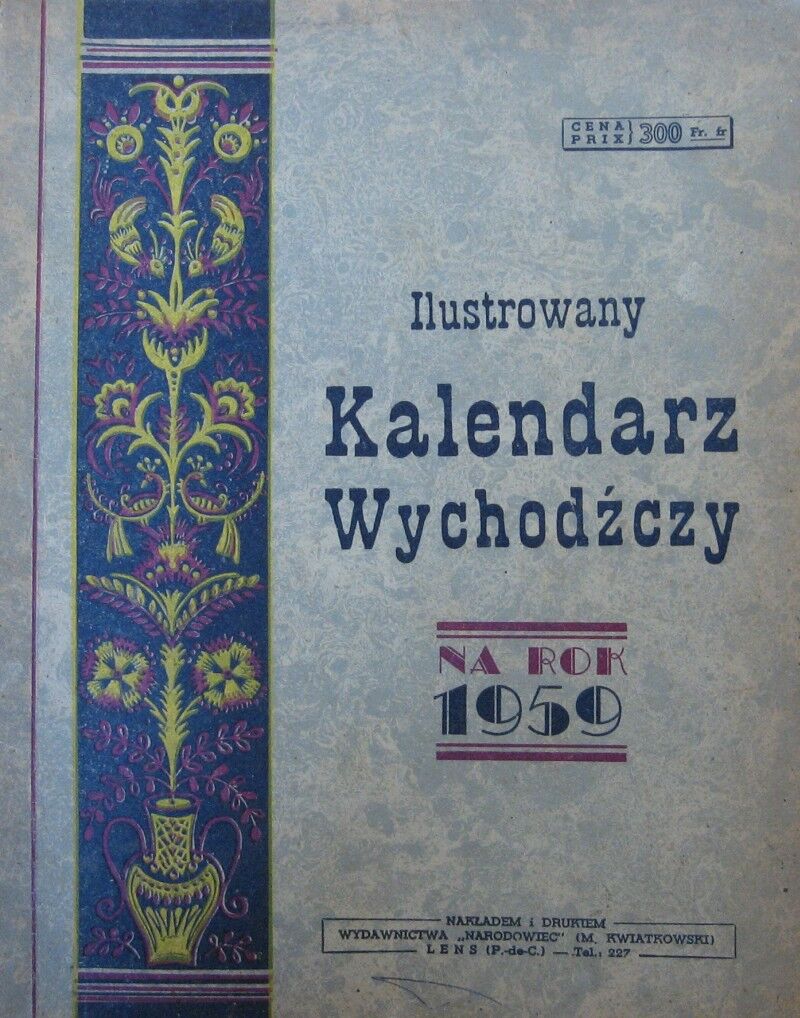 CENA
PRIX } 300 Fr. fr
Ilustrowany
Kalendarz
Wychodźczy
NA ROK
1959
NAKŁADEM i DRUKIEM
WYDAWNICTWA „NARODOWIEC" (M. KWIATKOWSKI)
LENS (P.-de-C.) — Tel.: 227